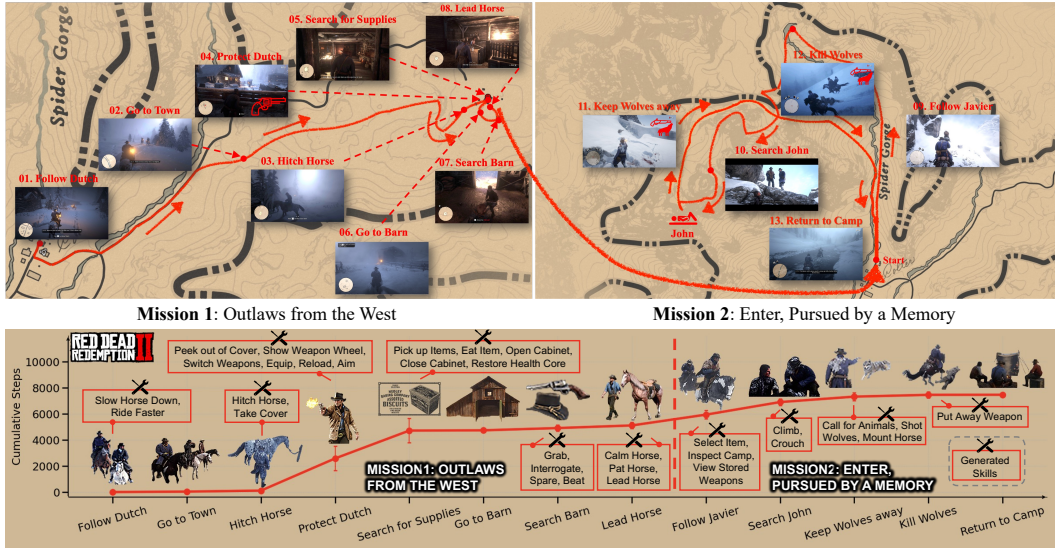 Spider Gorge
01. Follow Dutch
02. Go to Town
03. Hitch Horse
04. Protect Dutch
05. Search for Supplies
06. Go to Barn
07. Search Barn
08. Lead Horse
Mission 1: Outlaws from the West
09. Follow Javier
10. Search John
11. Keep Wolves away
12. Kill Wolves
13. Return to Camp
John
Start
Spider Gorge
Mission 2: Enter, Pursued by a Memory
RED DEAD
REDEMPTION II
Cumulative Steps
10000
8000
6000
4000
2000
0
Slow Horse Down,
Ride Faster
Hitch Horse,
Take Cover
Peek out of Cover, Show Weapon Wheel,
Switch Weapons, Equip, Reload, Aim
Pick up Items, Eat Item, Open Cabinet,
Close Cabinet, Restore Health Core
BISCUITS
Grab,
Interrogate,
Spare, Beat
Calm Horse,
Pat Horse,
Lead Horse
Select Item,
Inspect Camp,
View Stored
Weapons
Climb,
Crouch
Call for Animals, Shot
Wolves, Mount Horse
Put Away Weapon
Generated
Skills
MISSION1: OUTLAWS
FROM THE WEST
MISSION2: ENTER,
PURSUED BY A MEMORY
Follow Dutch
Go to Town
Hitch Horse
Protect Dutch
Search for Supplies
Go to Barn
Search Barn
Lead Horse
Follow Javier
Search John
Keep Wolves away
Kill Wolves
Return to Camp